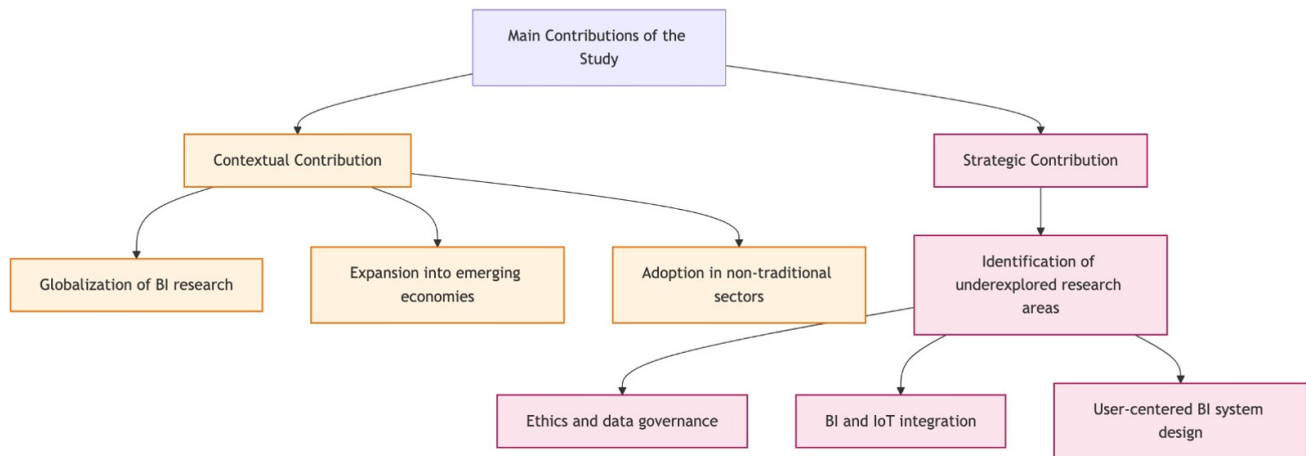 Main Contributions of the
Study
Contextual Contribution
Strategic Contribution
Globalization of BI research
Expansion into emerging
economies
Adoption in non-traditional
sectors
Identification of
underexplored research
areas
Ethics and data governance
BI and IoT integration
User-centered BI system
design